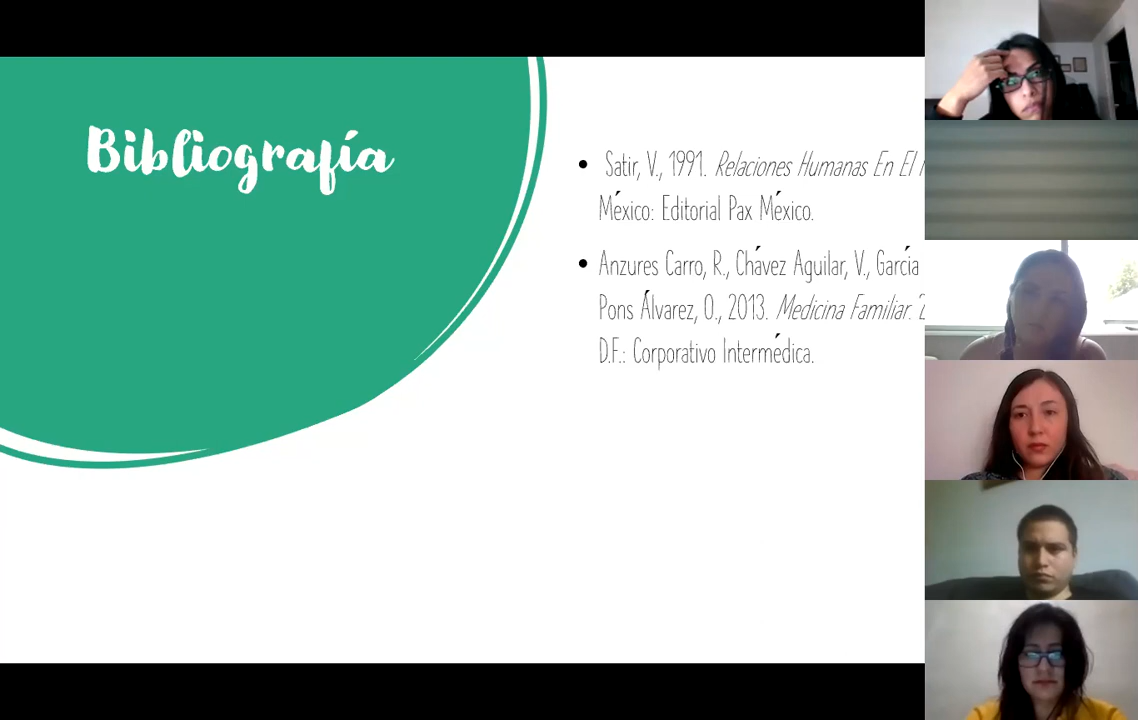 Bibliografía
• Satir, V., 1991. Relaciones Humanas En El
México: Editorial Pax México.
• Anzures Carro, R., Chávez Aguilar, V., García
Pons Álvarez, O., 2013. Medicina Familiar.
D.F.: Corporativo Intermédica.